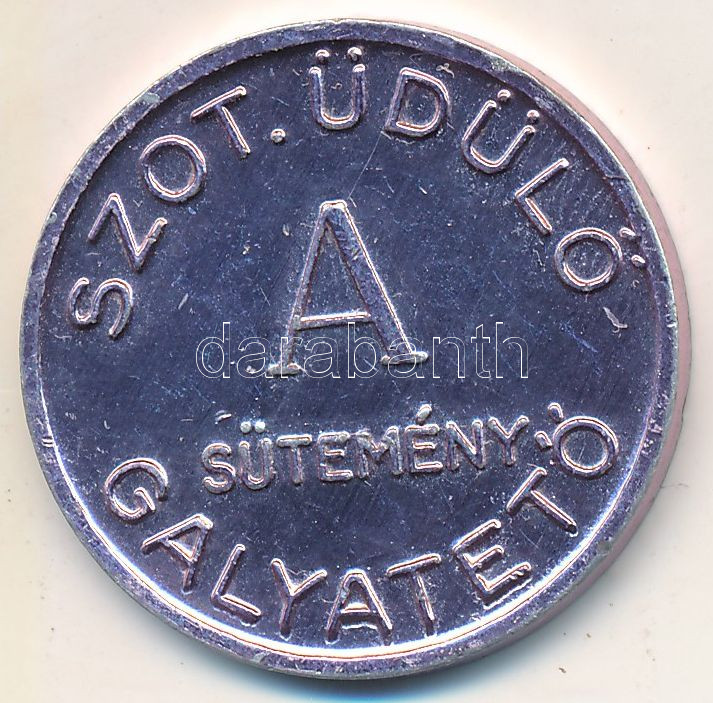 SZOT. ÜDÜLŐ
A
SÜTEMÉNY
GALYATETŐ
darabanth